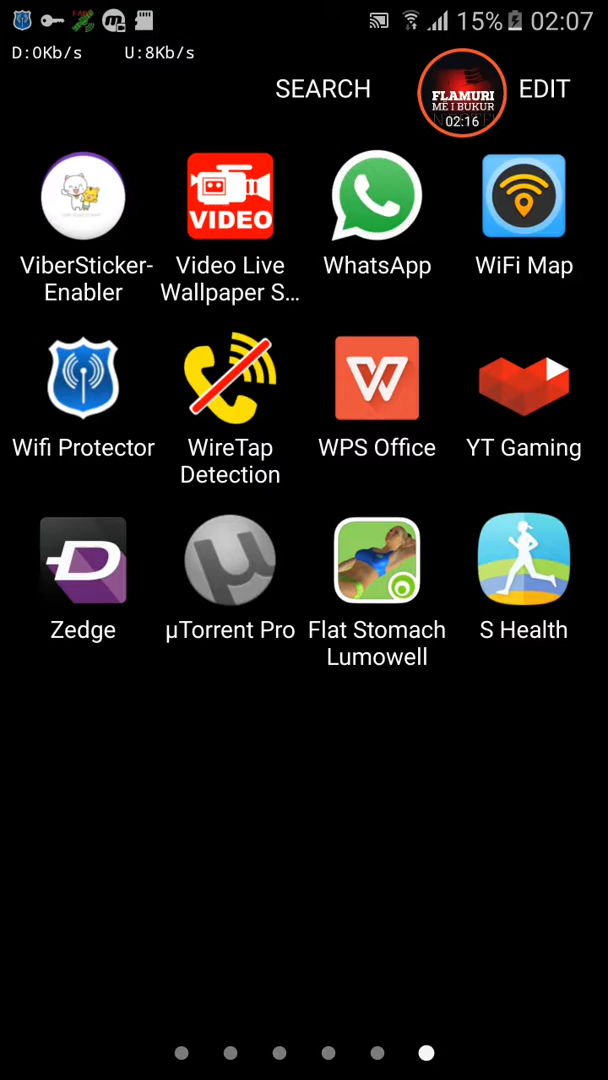 15% 02:07
D:0Kb/s U:8Kb/s
SEARCH
FLAMURI
ME I BUKUR
02:16
EDIT
VIDEO
ViberSticker-
Enabler
Video Live
Wallpaper S...
WhatsApp
WiFi Map
W
Wifi Protector
WireTap
Detection
WPS Office
YT Gaming
µ
Zedge
µTorrent Pro
Flat Stomach
Lumowell
S Health